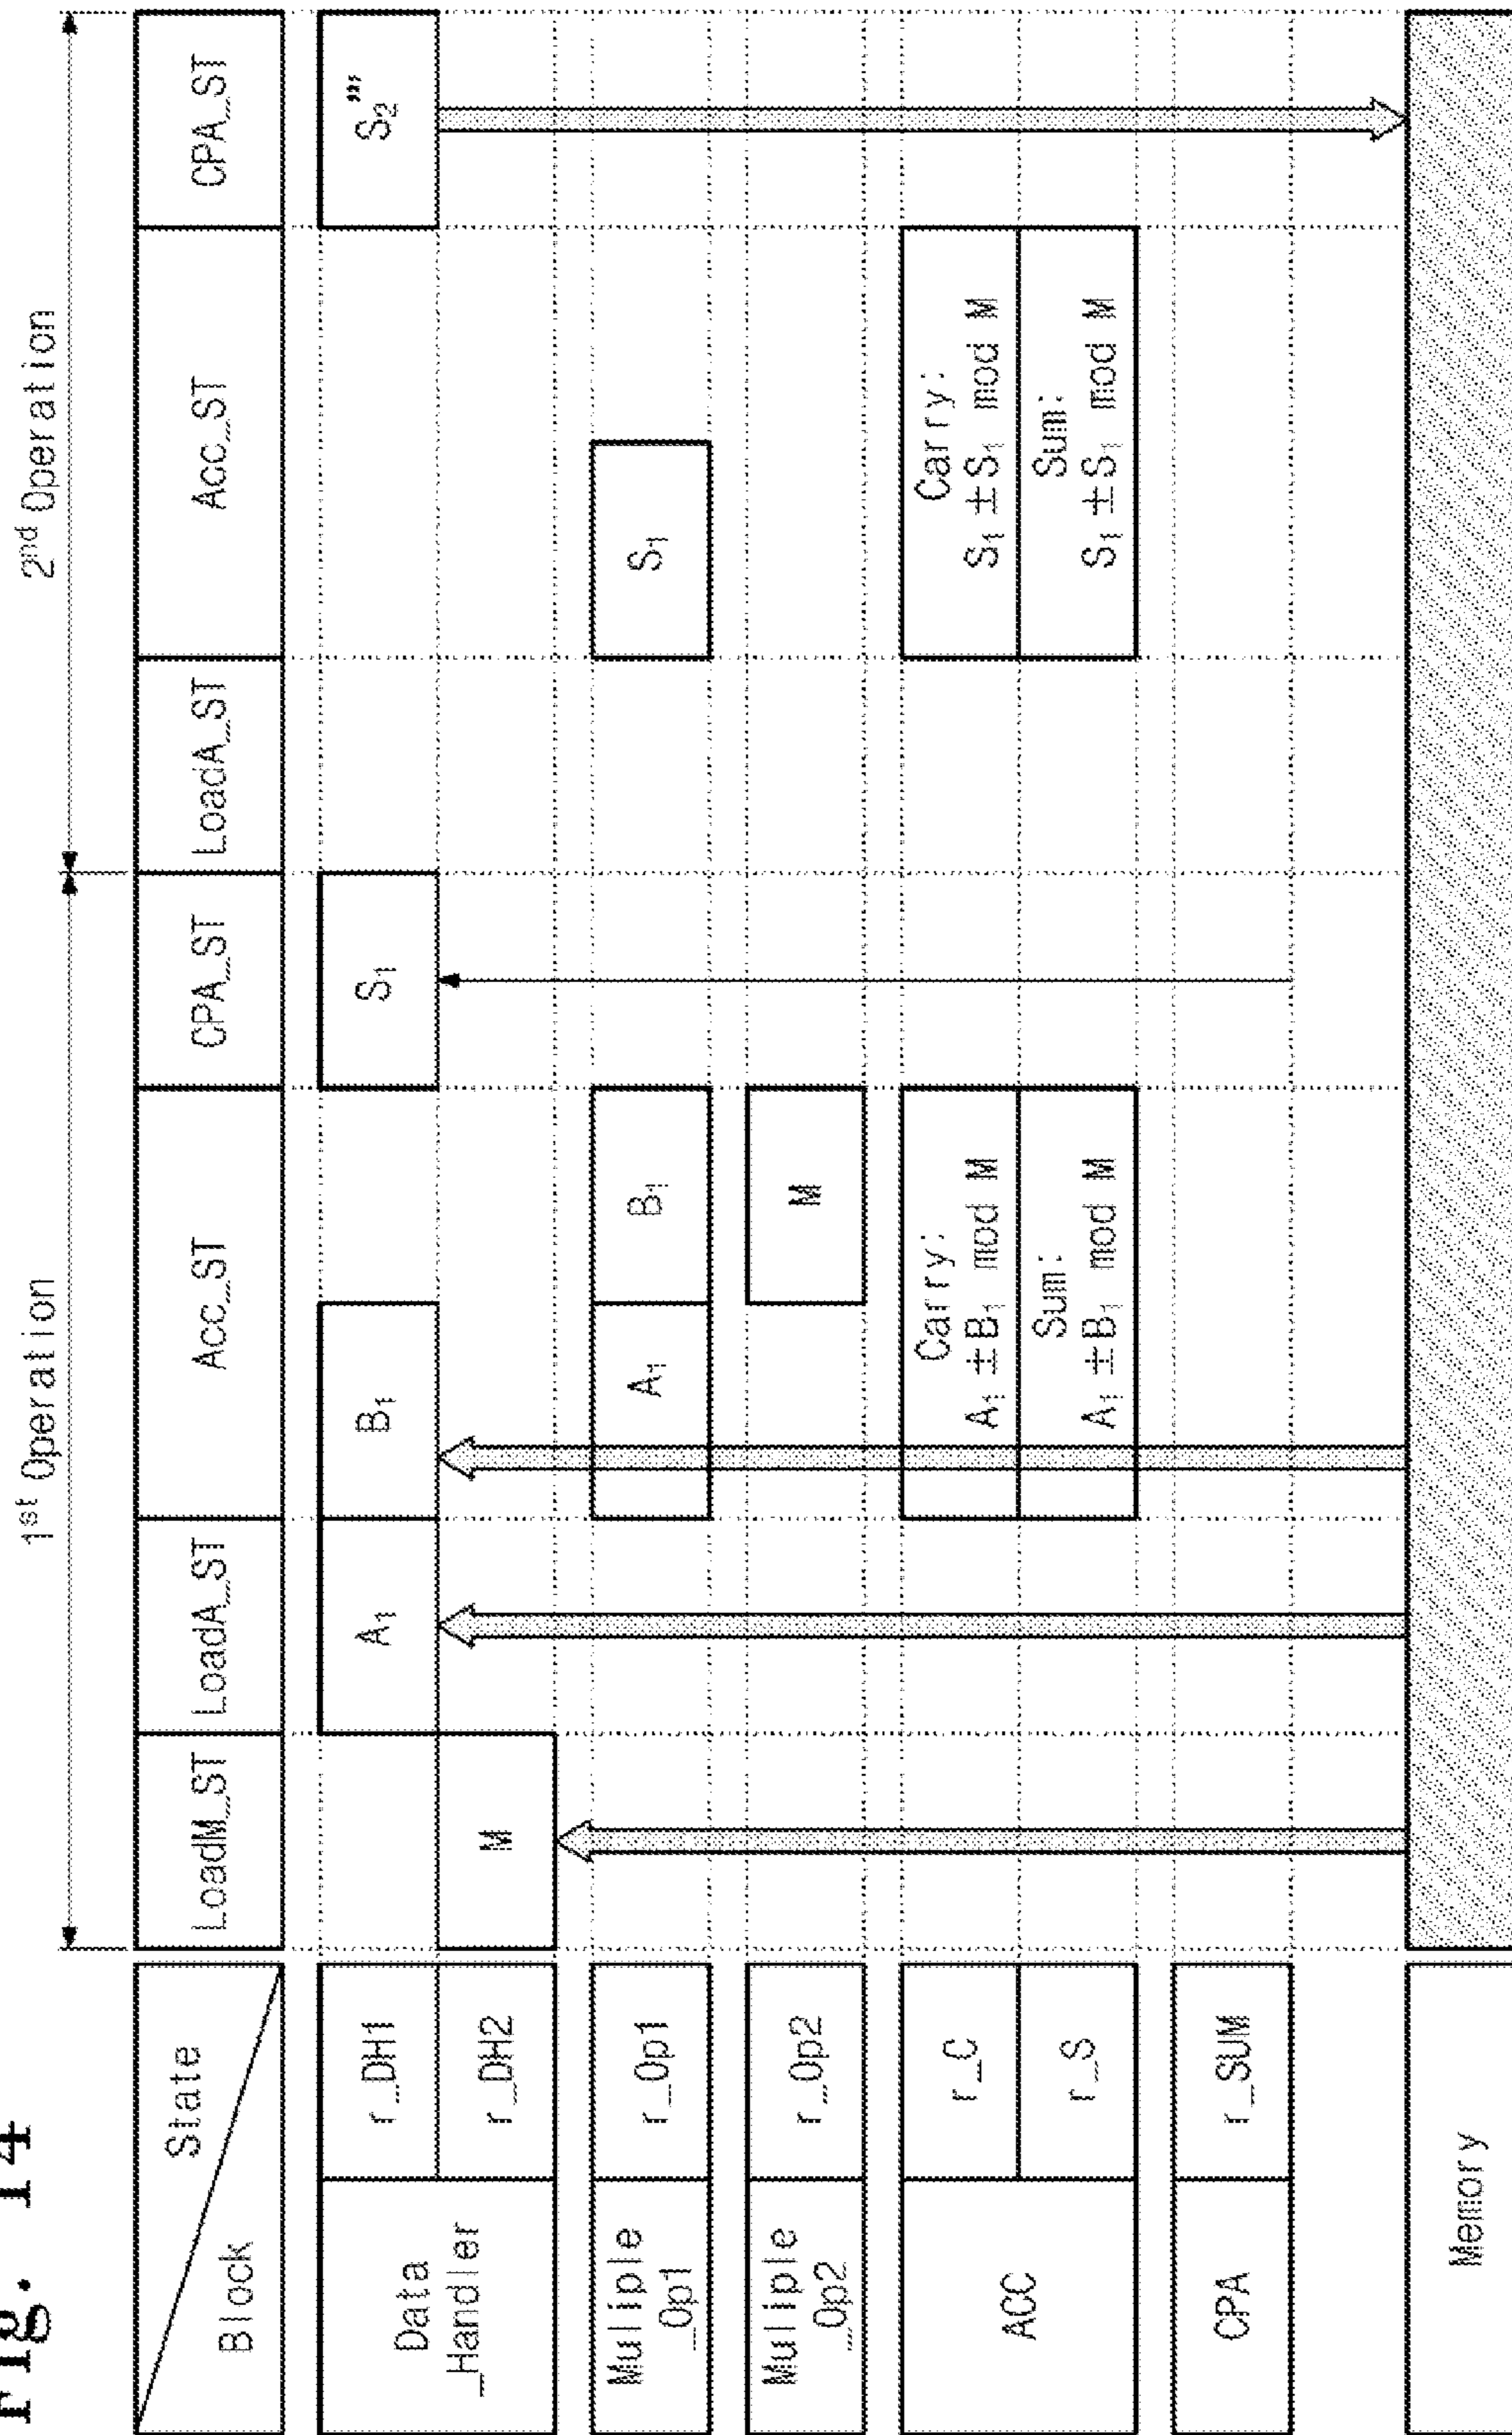 Fig. 14
1st Operation
2nd Operation
State
Block
LoadM_ST
LoadA_ST
Acc_ST
CPA_ST
LoadA_ST
Acc_ST
CPA_ST
Data
_Handler
r_DH1
A1
B1
S1
S2'''
r_DH2
M
Muliple
_Op1
r_Op1
A1
B1
S1
Muliple
_Op2
r_Op2
M
ACC
r_C
Carry:
A1 ±B1 mod M
Carry:
S1 ±S1 mod M
r_S
Sum:
A1 ±B1 mod M
Sum:
S1 ±S1 mod M
CPA
r_SUM
Memory